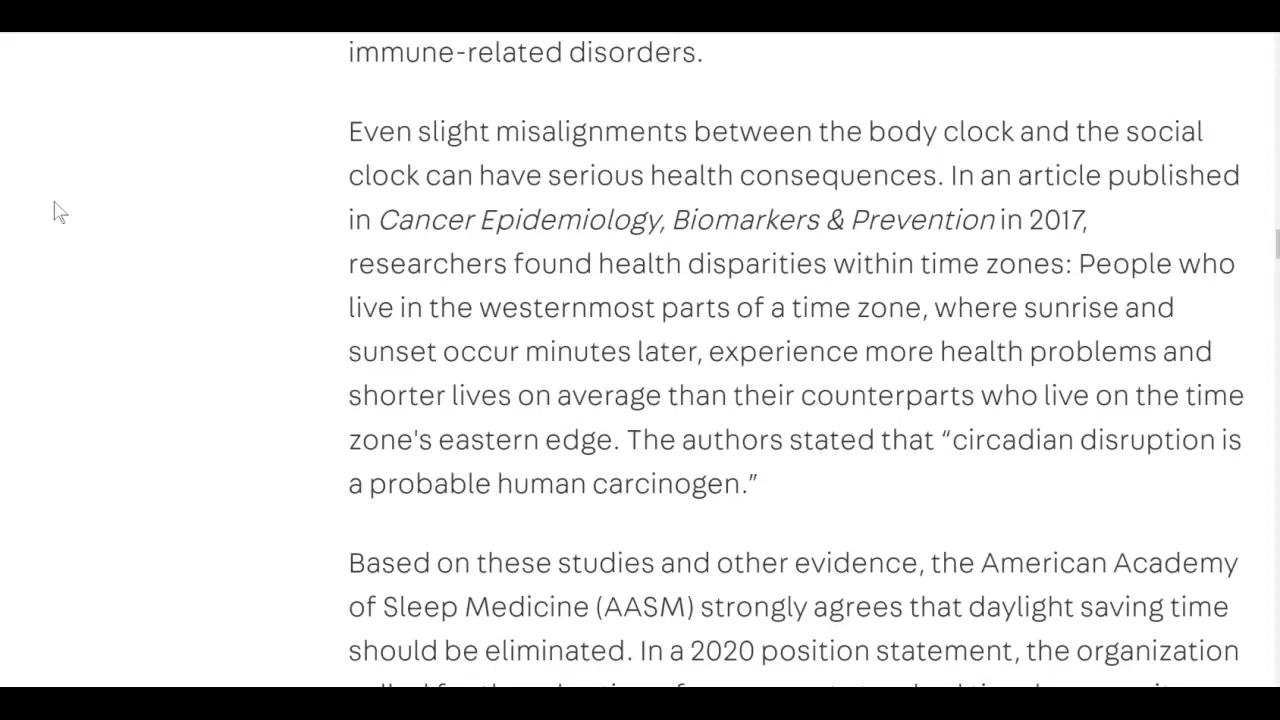 immune-related disorders.
Even slight misalignments between the body clock and the social
clock can have serious health consequences. In an article published
in Cancer Epidemiology, Biomarkers & Prevention in 2017,
researchers found health disparities within time zones: People who
live in the westernmost parts of a time zone, where sunrise and
sunset occur minutes later, experience more health problems and
shorter lives on average than their counterparts who live on the time
zone's eastern edge. The authors stated that “circadian disruption is
a probable human carcinogen.”
Based on these studies and other evidence, the American Academy
of Sleep Medicine (AASM) strongly agrees that daylight saving time
should be eliminated. In a 2020 position statement, the organization